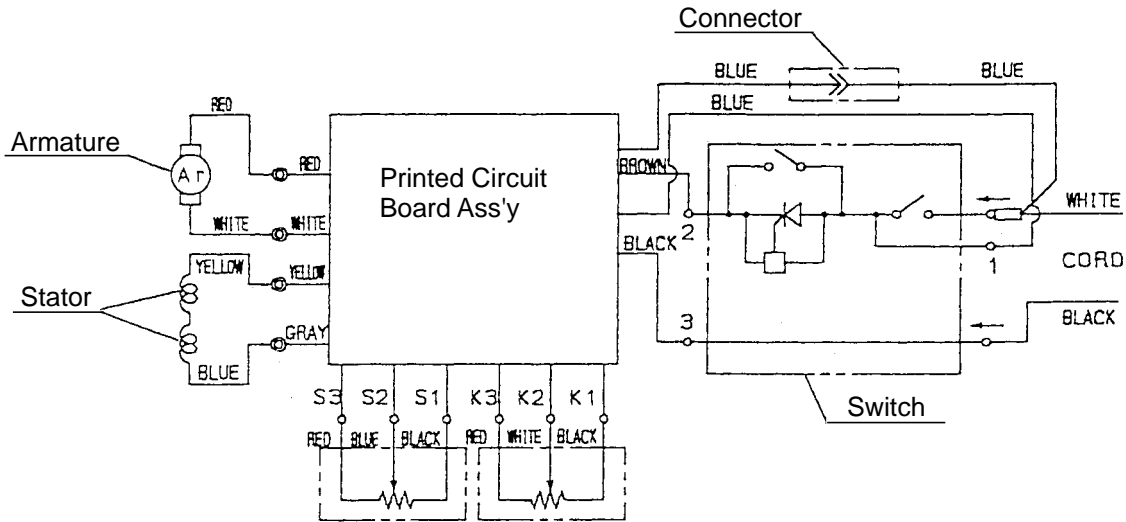 Connector
BLUE
BLUE
BLUE
RED
Armature
Ar
RED
BROWN
WHITE
Printed Circuit
Board Ass'y
WHITE
WHITE
2
BLACK
1
CORD
YELLOW
YELLOW
Stator
3
BLACK
GRAY
BLUE
Switch
S3
S2
S1
K3
K2
K1
RED
BLUE
BLACK
RED
WHITE
BLACK